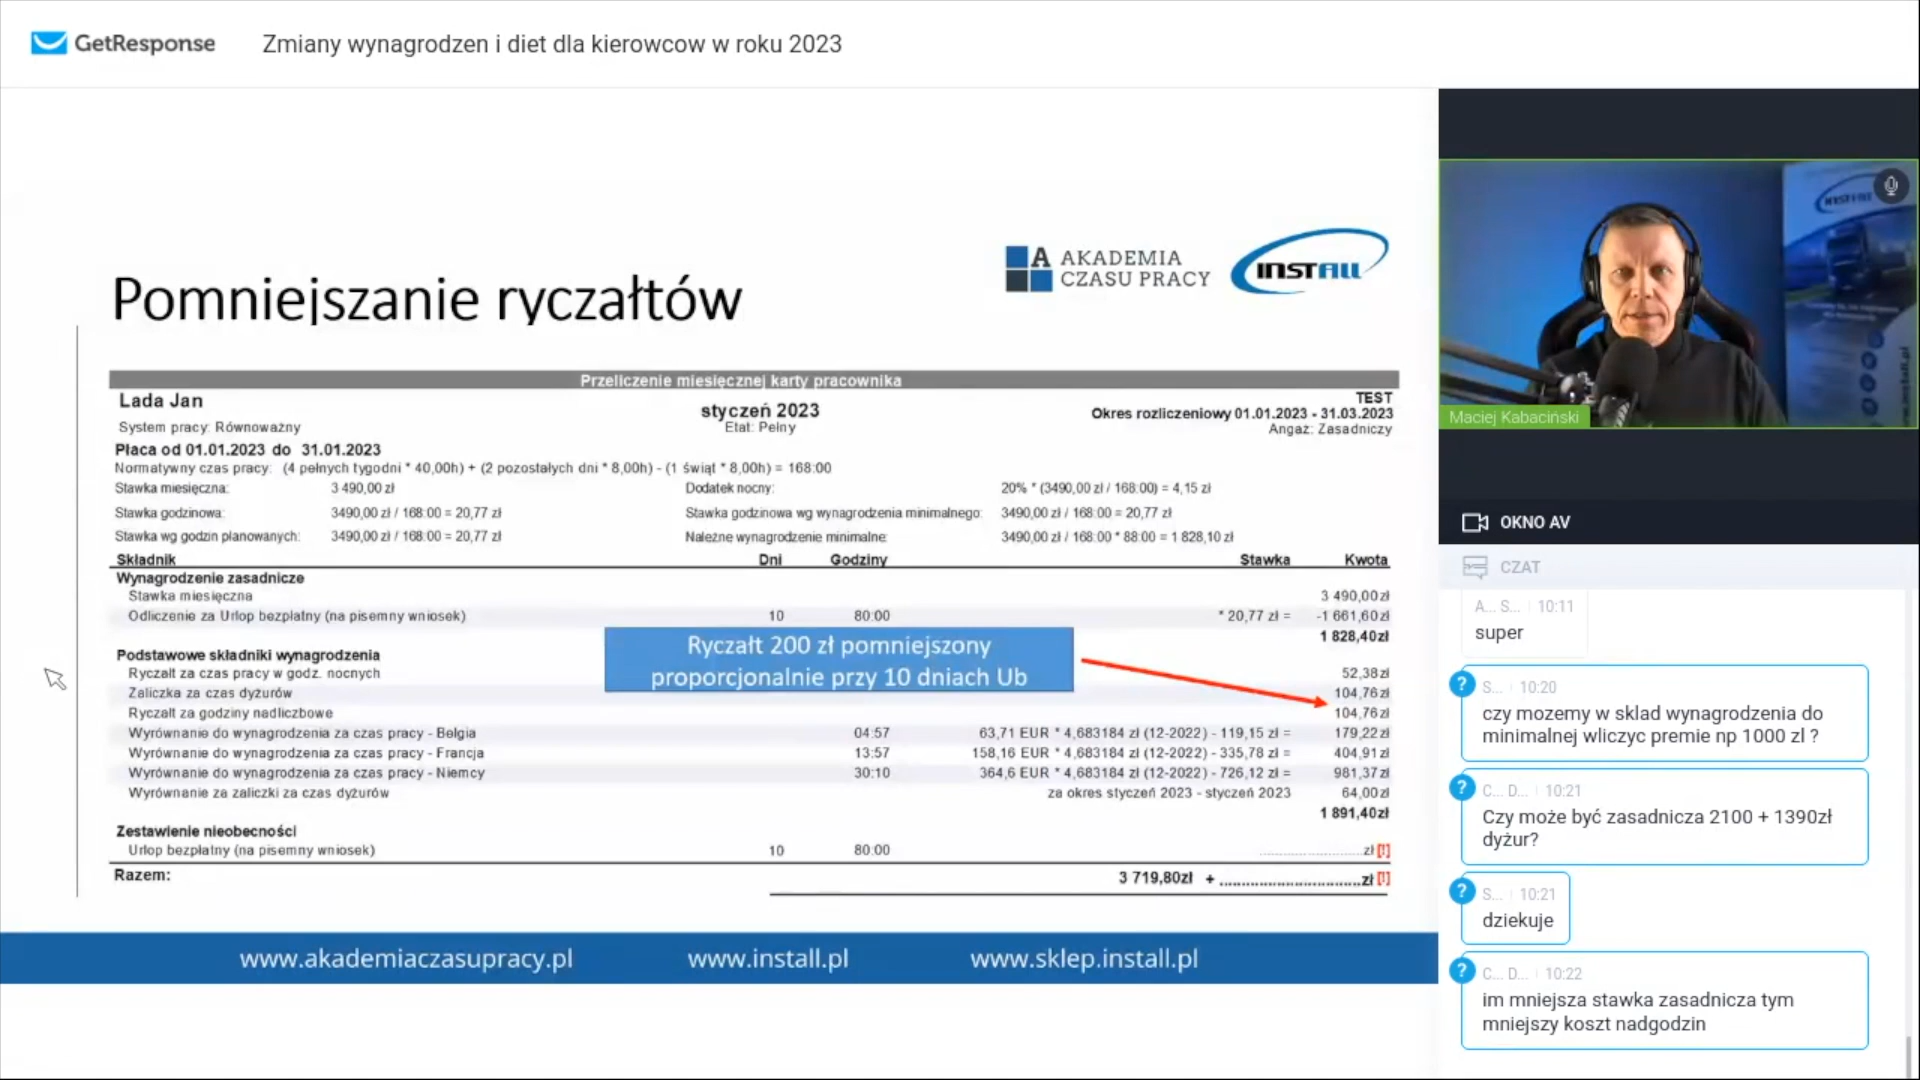 GetResponse
Zmiany wynagrodzen i diet dla kierowcow w roku 2023
A AKADEMIA
CZASU PRACY
INSTALL
Pomniejszanie ryczałtów
Przeliczenie miesięcznej karty pracownika
Lada Jan
styczeń 2023
TEST
Okres rozliczeniowy 01.01.2023 - 31.03.2023
System pracy: Równoważny
Etat: Pełny
Angaż: Zasadniczy
Płaca od 01.01.2023 do 31.01.2023
Normatywny czas pracy: (4 pełnych tygodni * 40,00h) + (2 pozostałych dni * 8,00h) - (1 świąt * 8,00h) = 168:00
Stawka miesięczna: 3 490,00 zł Dodatek nocny: 20% * (3490,00 zł / 168:00) = 4,15 zł
Stawka godzinowa: 3490,00 zł / 168:00 = 20,77 zł Stawka godzinowa wg wynagrodzenia minimalnego: 3490,00 zł / 168:00 = 20,77 zł
Stawka wg godzin planowanych: 3490,00 zł / 168:00 = 20,77 zł Należne wynagrodzenie minimalne: 3490,00 zł / 168:00 * 88:00 = 1 828,10 zł
Składnik Dni Godziny Stawka Kwota
Wynagrodzenie zasadnicze
Stawka miesięczna 3 490,00zł
Odliczenie za Urlop bezpłatny (na pisemny wniosek) 10 80:00 * 20,77 zł = -1 661,60zł
1 828,40zł
Ryczałt 200 zł pomniejszony
proporcjonalnie przy 10 dniach Ub
Podstawowe składniki wynagrodzenia
Ryczałt za czas pracy w godz. nocnych 52,38zł
Zaliczka za czas dyżurów 104,76zł
Ryczałt za godziny nadliczbowe 104,76zł
Wyrównanie do wynagrodzenia za czas pracy - Belgia 04:57 63,71 EUR * 4,683184 zł (12-2022) - 119,15 zł = 179,22zł
Wyrównanie do wynagrodzenia za czas pracy - Francja 13:57 158,16 EUR * 4,683184 zł (12-2022) - 335,78 zł = 404,91zł
Wyrównanie do wynagrodzenia za czas pracy - Niemcy 30:10 364,6 EUR * 4,683184 zł (12-2022) - 726,12 zł = 981,37zł
Wyrównanie za zaliczki za czas dyżurów za okres styczeń 2023 - styczeń 2023 64,00zł
1 891,40zł
Zestawienie nieobecności
Urlop bezpłatny (na pisemny wniosek) 10 80:00 ........................zł [!]
Razem: 3 719,80zł + ................................zł [!]
www.akademiaczasupracy.pl www.install.pl www.sklep.install.pl
INSTALL
Maciej Kabaciński
OKNO AV
CZAT
A... S... 10:11
super
? S... 10:20
czy mozemy w sklad wynagrodzenia do
minimalnej wliczyc premie np 1000 zl ?
? C... D... 10:21
Czy może być zasadnicza 2100 + 1390zł
dyżur?
? S... 10:21
dziekuje
? C... D... 10:22
im mniejsza stawka zasadnicza tym
mniejszy koszt nadgodzin